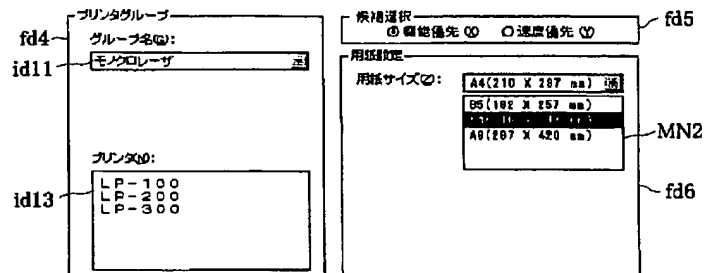 プリンタグループ
fd4
グループ名(G):
id11
モノクロレーザ
プリンタ(N):
id13
LP-100
LP-200
LP-300
候補選択
fd5
機能優先(X) 速度優先(Y)
用紙設定
用紙サイズ(Z):
A4(210 X 297 mm)
B5(182 X 257 mm)
A3(297 X 420 mm)
MN2
fd6